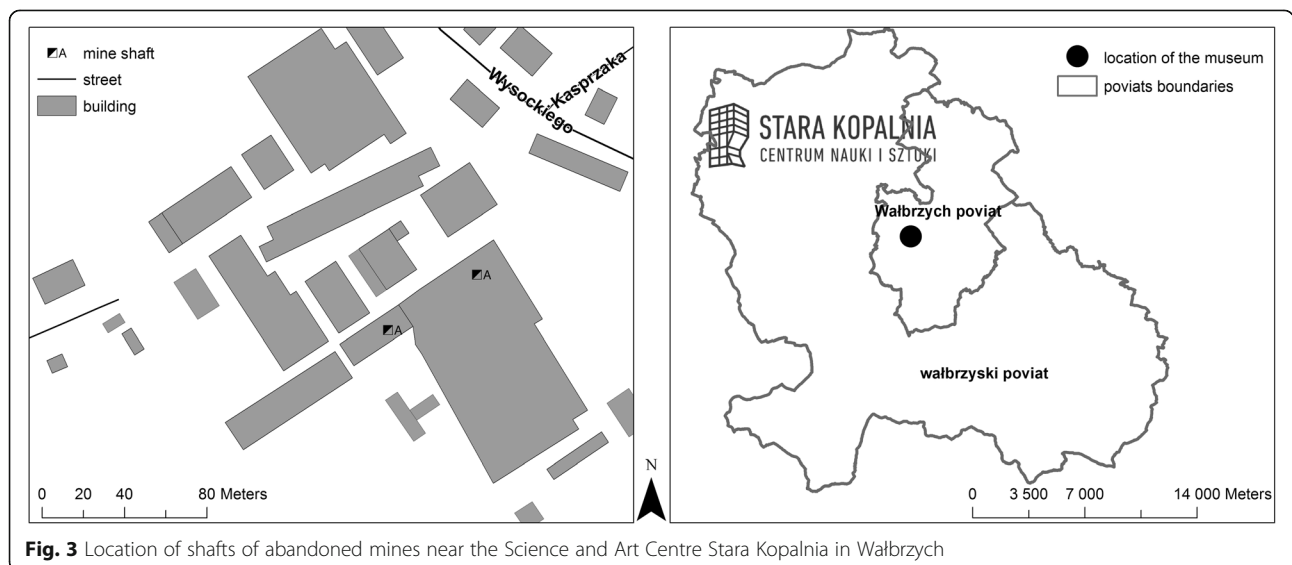 A mine shaft
street
building
Wysockiego
Kasprzaka
A
A
0 20 40 80 Meters
N
location of the museum
poviats boundaries
STARA KOPALNIA
CENTRUM NAUKI I SZTUKI
Wałbrzych poviat
wałbrzyski poviat
0 3 500 7 000 14 000 Meters
Fig. 3 Location of shafts of abandoned mines near the Science and Art Centre Stara Kopalnia in Wałbrzych